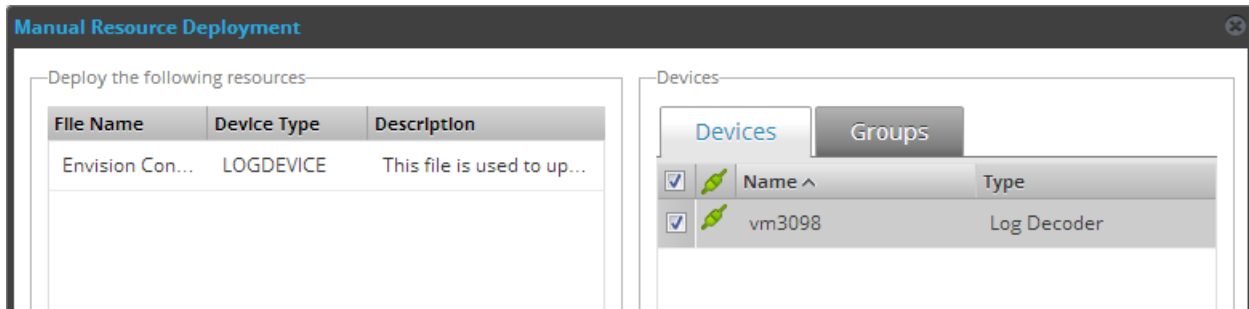 Manual Resource Deployment
Deploy the following resources
File Name Device Type Description
Envision Con... LOGDEVICE This file is used to up...
Devices
Devices Groups
Name Type
vm3098 Log Decoder